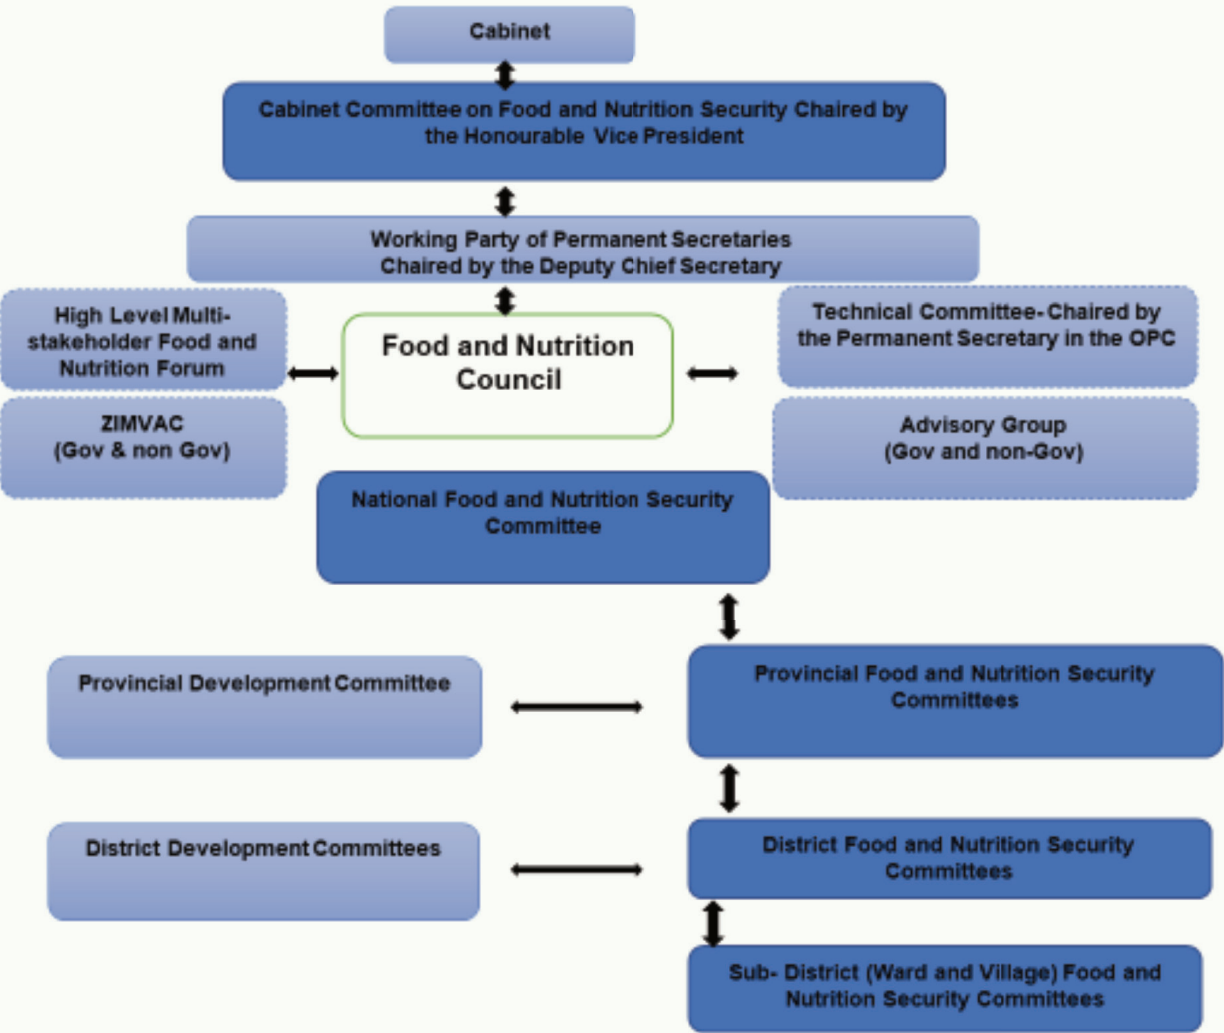 Cabinet
Cabinet Committee on Food and Nutrition Security Chaired by
the Honourable Vice President
Working Party of Permanent Secretaries
Chaired by the Deputy Chief Secretary
High Level Multi-
stakeholder Food and
Nutrition Forum
Food and Nutrition
Council
Technical Committee- Chaired by
the Permanent Secretary in the OPC
ZIMVAC
(Gov & non Gov)
Advisory Group
(Gov and non-Gov)
National Food and Nutrition Security
Committee
Provincial Development Committee
Provincial Food and Nutrition Security
Committees
District Development Committees
District Food and Nutrition Security
Committees
Sub- District (Ward and Village) Food and
Nutrition Security Committees